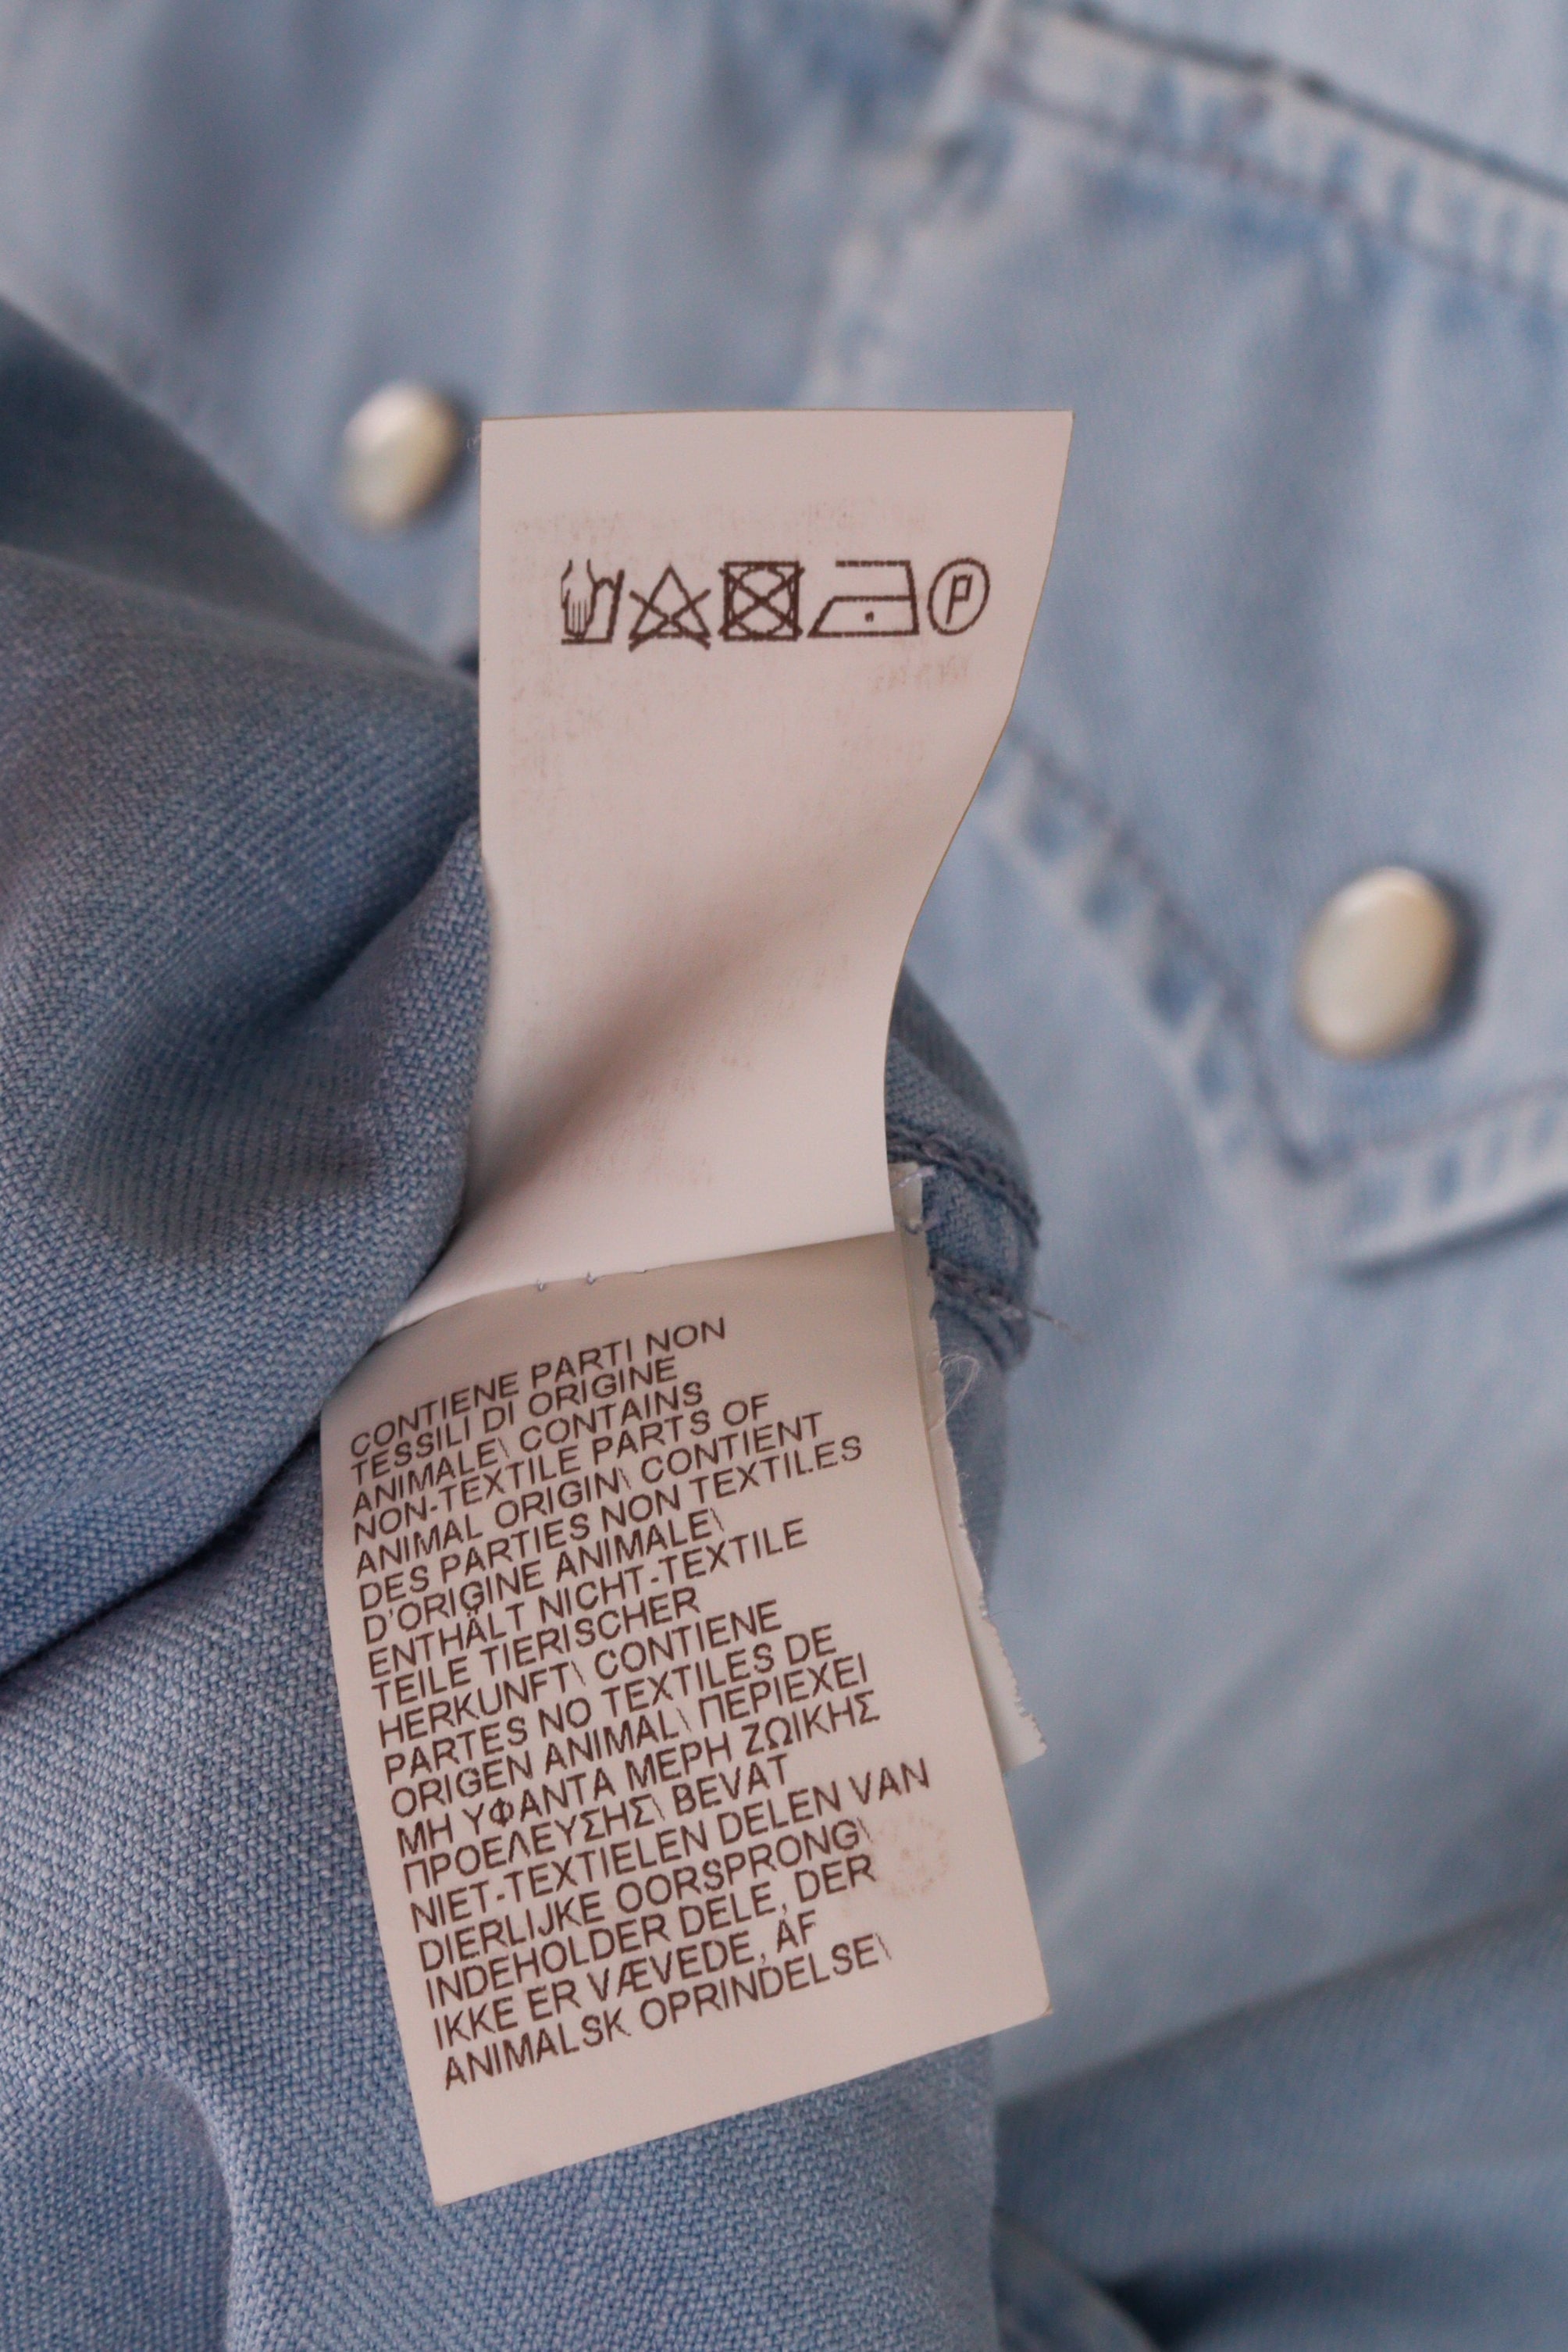 P
CONTIENE PARTI NON
TESSILI DI ORIGINE
ANIMALE\ CONTAINS
NON-TEXTILE PARTS OF
ANIMAL ORIGIN\ CONTIENT
DES PARTIES NON TEXTILES
D'ORIGINE ANIMALE\
ENTHÄLT NICHT-TEXTILE
TEILE TIERISCHER
HERKUNFT\ CONTIENE
PARTES NO TEXTILES DE
ORIGEN ANIMAL\ ΠΕΡΙΕΧΕΙ
ΜΗ ΥΦΑΝΤΑ ΜΕΡΗ ΖΩΙΚΗΣ
ΠΡΟΕΛΕΥΣΗΣ\ BEVAT
NIET-TEXTIELEN DELEN VAN
DIERLIJKE OORSPRONG\
INDEHOLDER DELE, DER
IKKE ER VÆVEDE, AF
ANIMALSK OPRINDELSE\